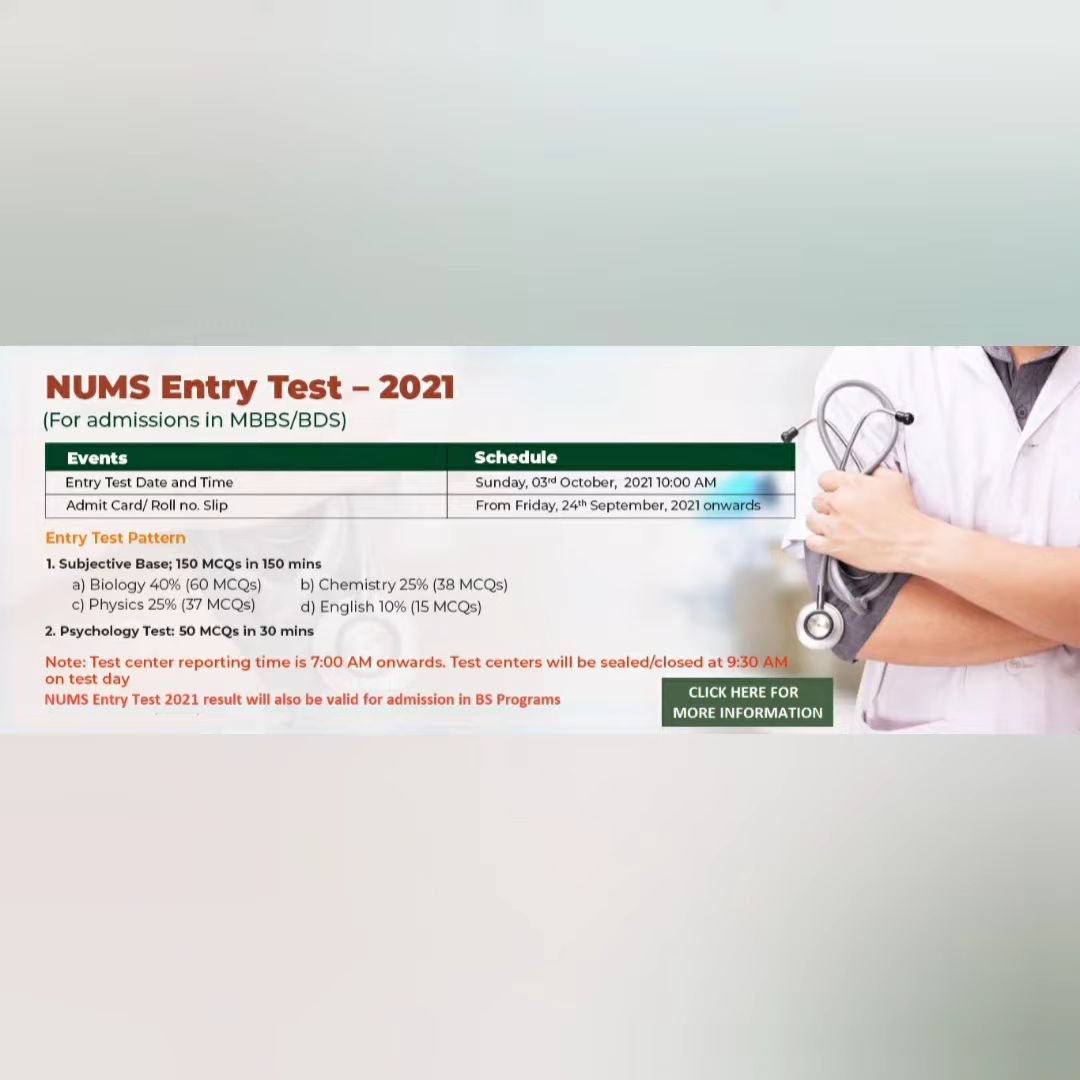 NUMS Entry Test – 2021
(For admissions in MBBS/BDS)
Events Schedule
Entry Test Date and Time Sunday, 03rd October, 2021 10:00 AM
Admit Card/ Roll no. Slip From Friday, 24th September, 2021 onwards
Entry Test Pattern
1. Subjective Base; 150 MCQs in 150 mins
a) Biology 40% (60 MCQs) b) Chemistry 25% (38 MCQs)
c) Physics 25% (37 MCQs) d) English 10% (15 MCQs)
2. Psychology Test: 50 MCQs in 30 mins
Note: Test center reporting time is 7:00 AM onwards. Test centers will be sealed/closed at 9:30 AM
on test day
NUMS Entry Test 2021 result will also be valid for admission in BS Programs
CLICK HERE FOR
MORE INFORMATION